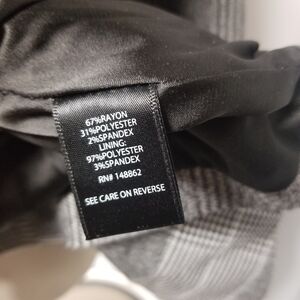 67%RAYON
31%POLYESTER
2%SPANDEX
LINING:
97%POLYESTER
3%SPANDEX
RN# 148862
SEE CARE ON REVERSE